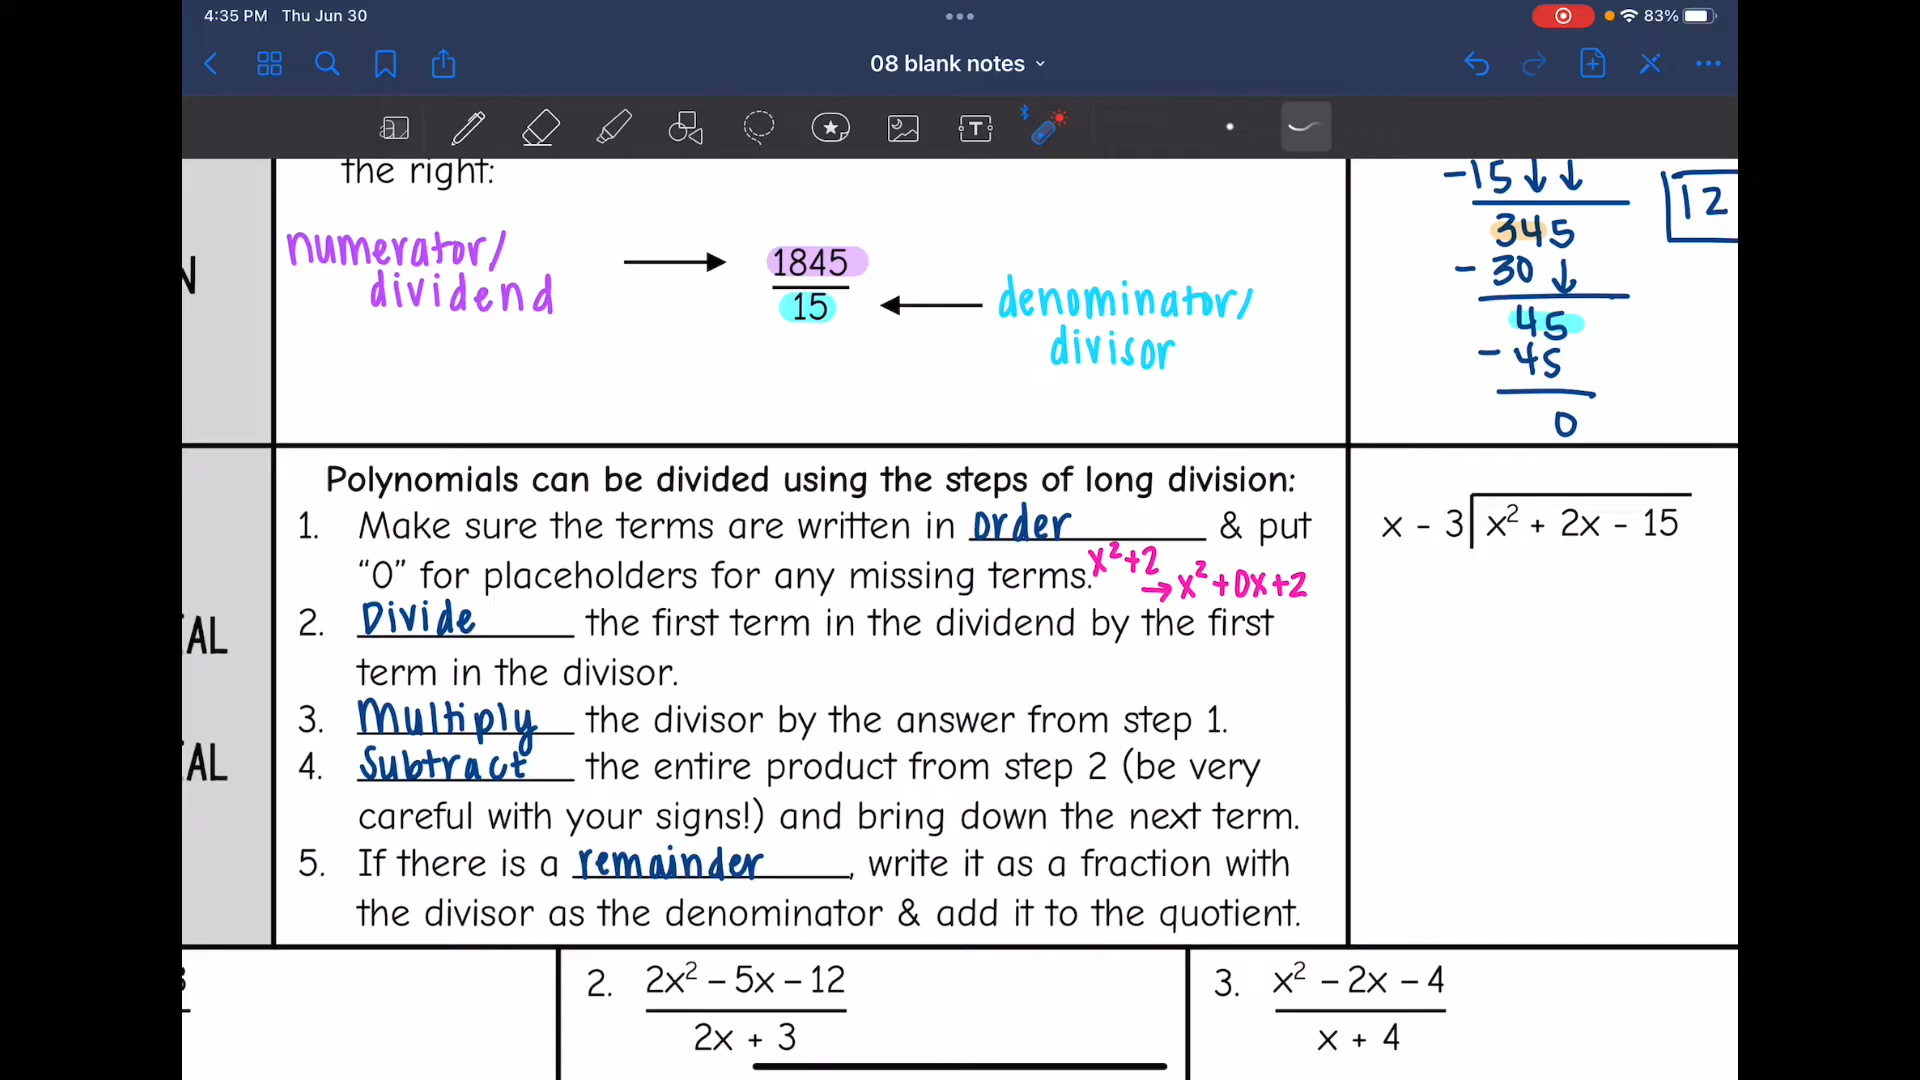 4:35 PM Thu Jun 30
83%
08 blank notes
the right:
numerator/
dividend
1845
15
denominator/
divisor
-15↓↓
345
- 30↓
45
- 45
0
12
N
Polynomials can be divided using the steps of long division:
1. Make sure the terms are written in order & put
"0" for placeholders for any missing terms.
x² + 2
→ x² + 0x + 2
2. Divide the first term in the dividend by the first
term in the divisor.
3. Multiply the divisor by the answer from step 1.
4. Subtract the entire product from step 2 (be very
careful with your signs!) and bring down the next term.
5. If there is a remainder, write it as a fraction with
the divisor as the denominator & add it to the quotient.
AL
AL
x - 3 x² + 2x - 15
2. 2x² – 5x – 12
2x + 3
3. x² – 2x – 4
x + 4